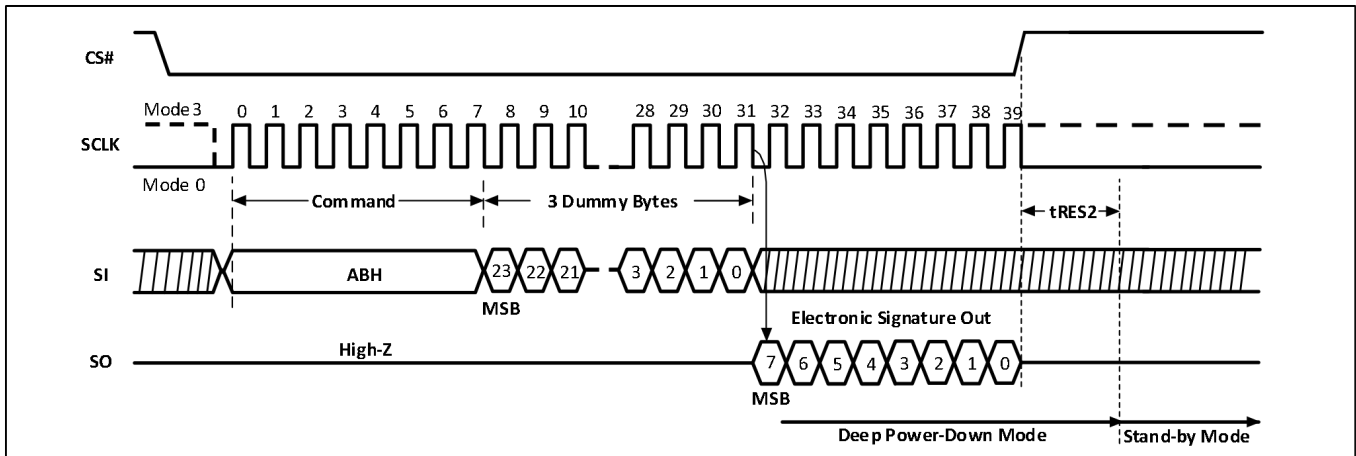 CS#
Mode 3
0 1 2 3 4 5 6 7 8 9 10 28 29 30 31 32 33 34 35 36 37 38 39
SCLK
Mode 0
Command
3 Dummy Bytes
tRES2
SI
ABH
23 22 21 3 2 1 0
MSB
Electronic Signature Out
High-Z
SO
7 6 5 4 3 2 1 0
MSB
Deep Power-Down Mode
Stand-by Mode